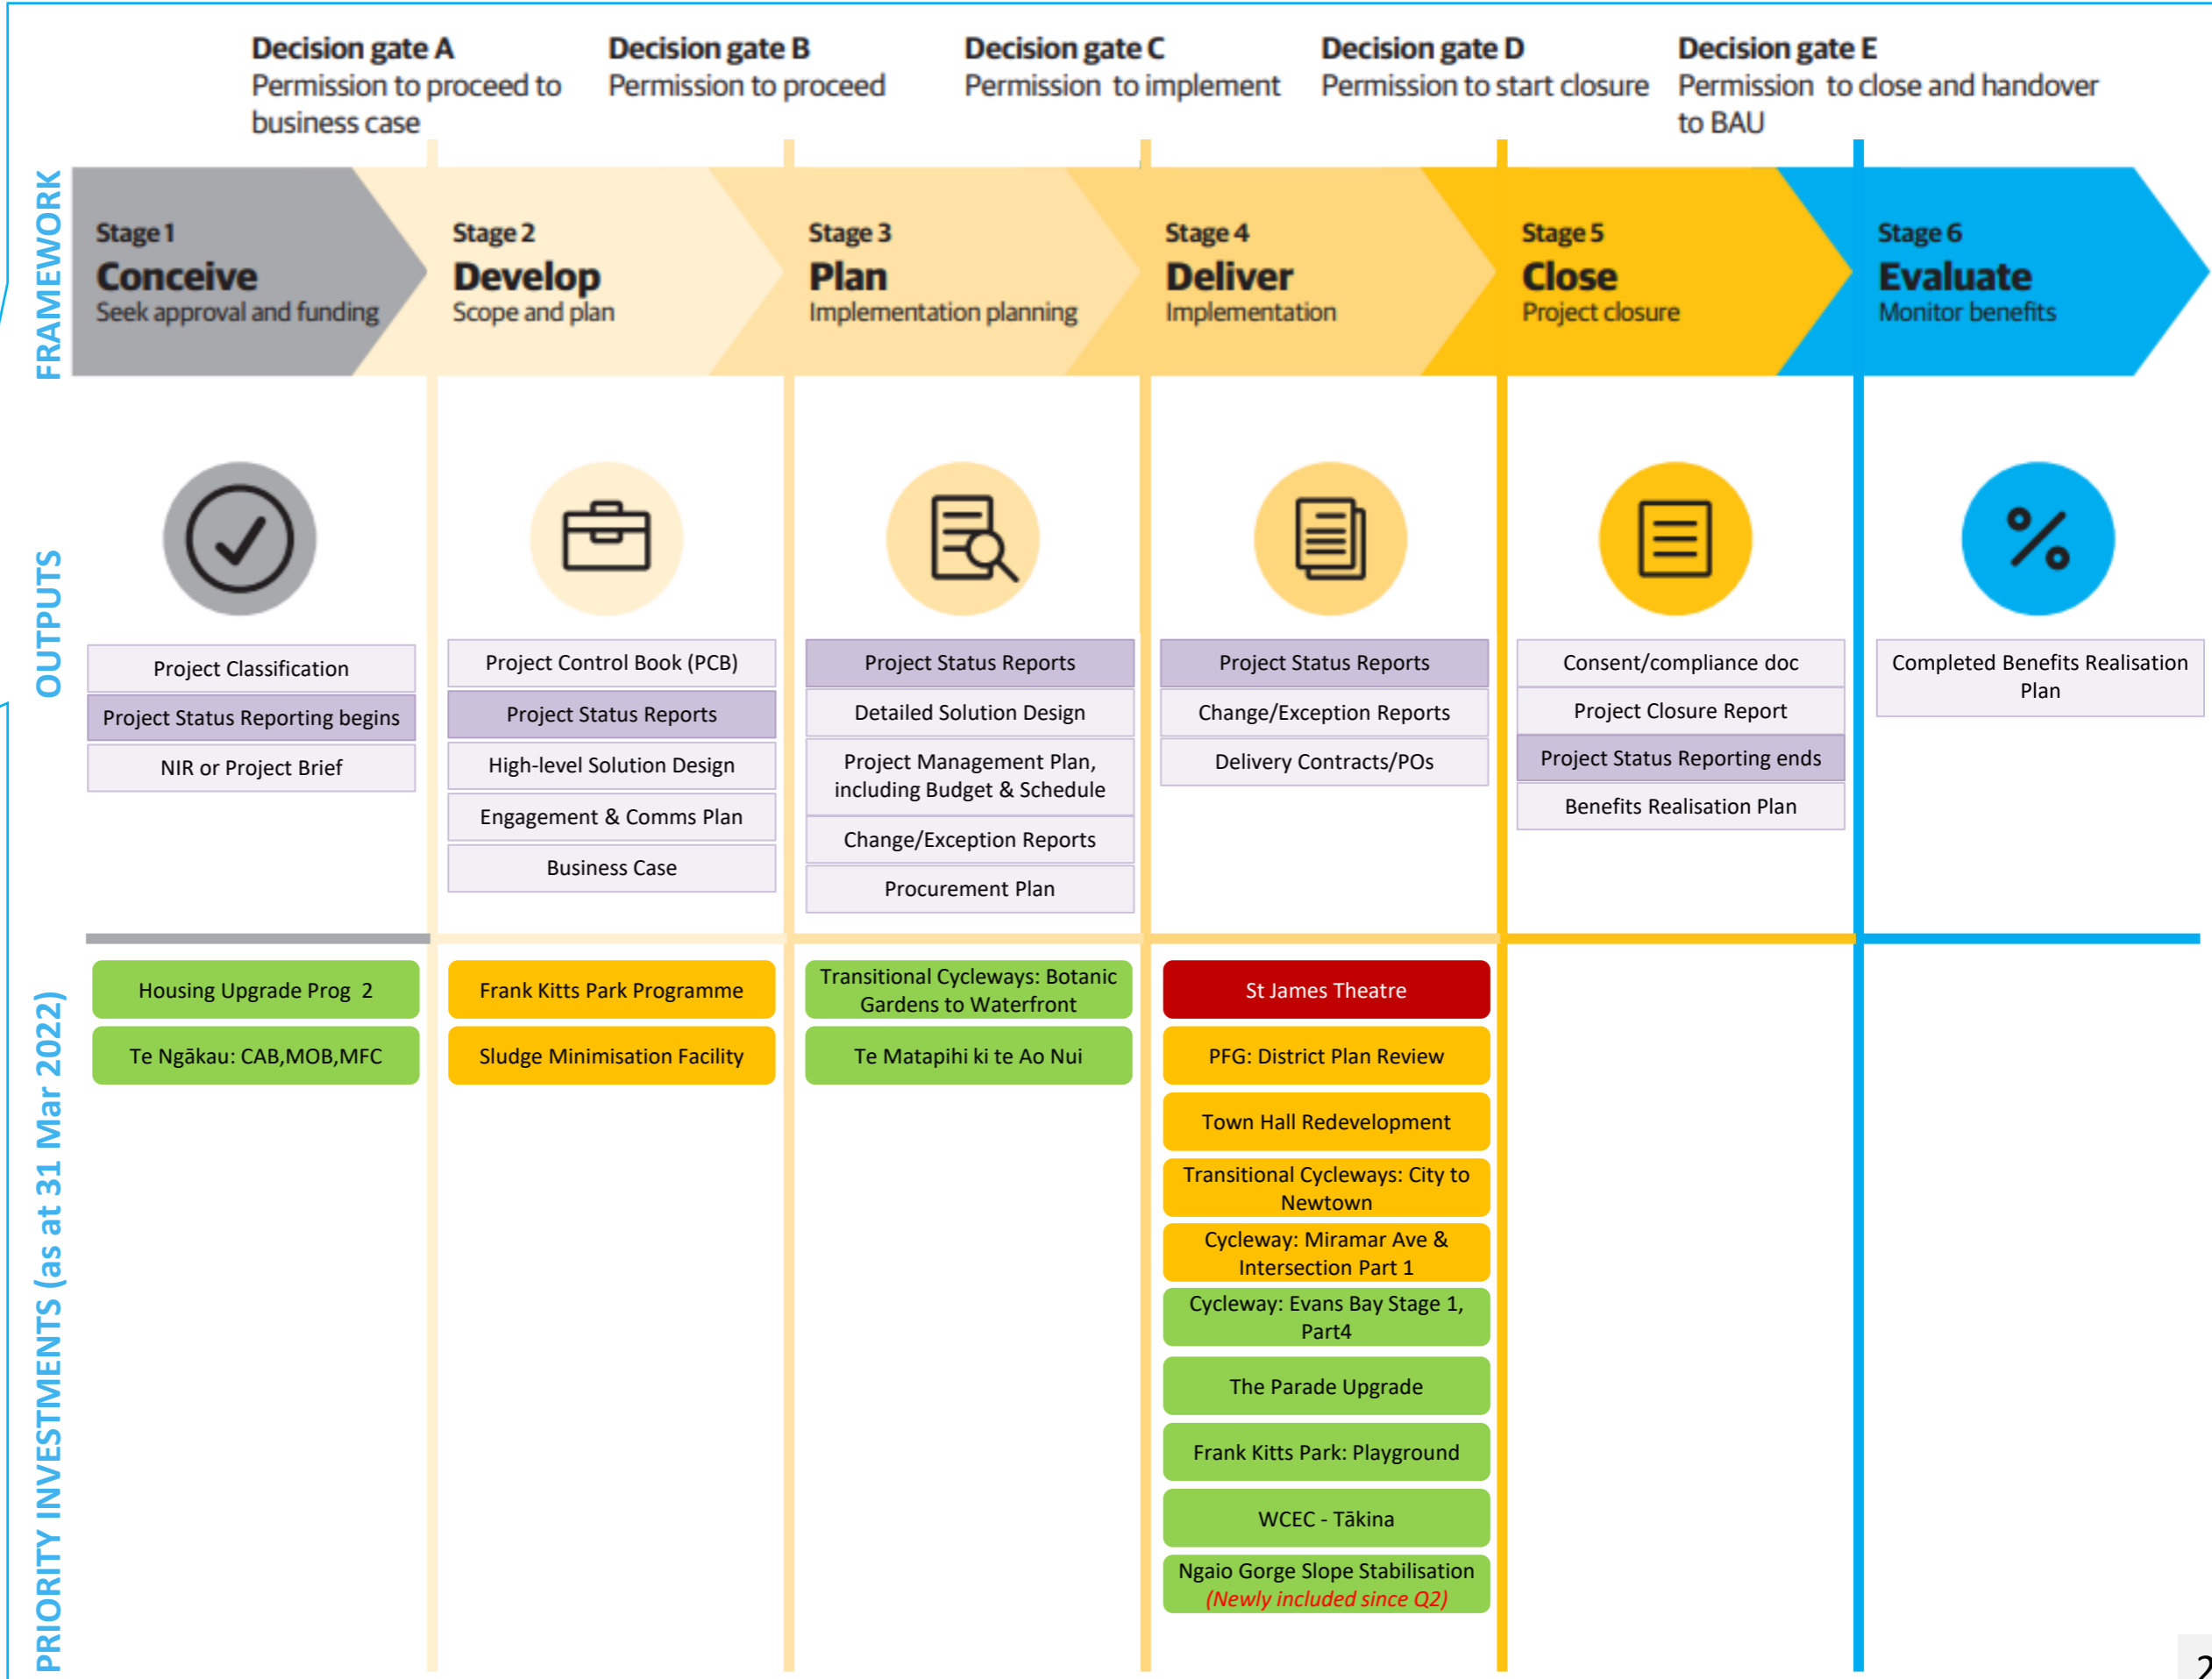 Decision gate A
Permission to proceed to
business case
Decision gate B
Permission to proceed
Decision gate C
Permission to implement
Decision gate D
Permission to start closure
Decision gate E
Permission to close and handover
to BAU
FRAMEWORK
Stage 1
Conceive
Seek approval and funding
Stage 2
Develop
Scope and plan
Stage 3
Plan
Implementation planning
Stage 4
Deliver
Implementation
Stage 5
Close
Project closure
Stage 6
Evaluate
Monitor benefits
OUTPUTS
Project Classification
Project Status Reporting begins
NIR or Project Brief
Project Control Book (PCB)
Project Status Reports
High-level Solution Design
Engagement & Comms Plan
Business Case
Project Status Reports
Detailed Solution Design
Project Management Plan,
including Budget & Schedule
Change/Exception Reports
Procurement Plan
Project Status Reports
Change/Exception Reports
Delivery Contracts/POs
Consent/compliance doc
Project Closure Report
Project Status Reporting ends
Benefits Realisation Plan
%
Completed Benefits Realisation
Plan
PRIORITY INVESTMENTS (as at 31 Mar 2022)
Housing Upgrade Prog 2
Te Ngākau: CAB,MOB,MFC
Frank Kitts Park Programme
Sludge Minimisation Facility
Transitional Cycleways: Botanic
Gardens to Waterfront
Te Matapihi ki te Ao Nui
St James Theatre
PFG: District Plan Review
Town Hall Redevelopment
Transitional Cycleways: City to
Newtown
Cycleway: Miramar Ave &
Intersection Part 1
Cycleway: Evans Bay Stage 1,
Part4
The Parade Upgrade
Frank Kitts Park: Playground
WCEC - Tākina
Ngaio Gorge Slope Stabilisation
(Newly included since Q2)
2